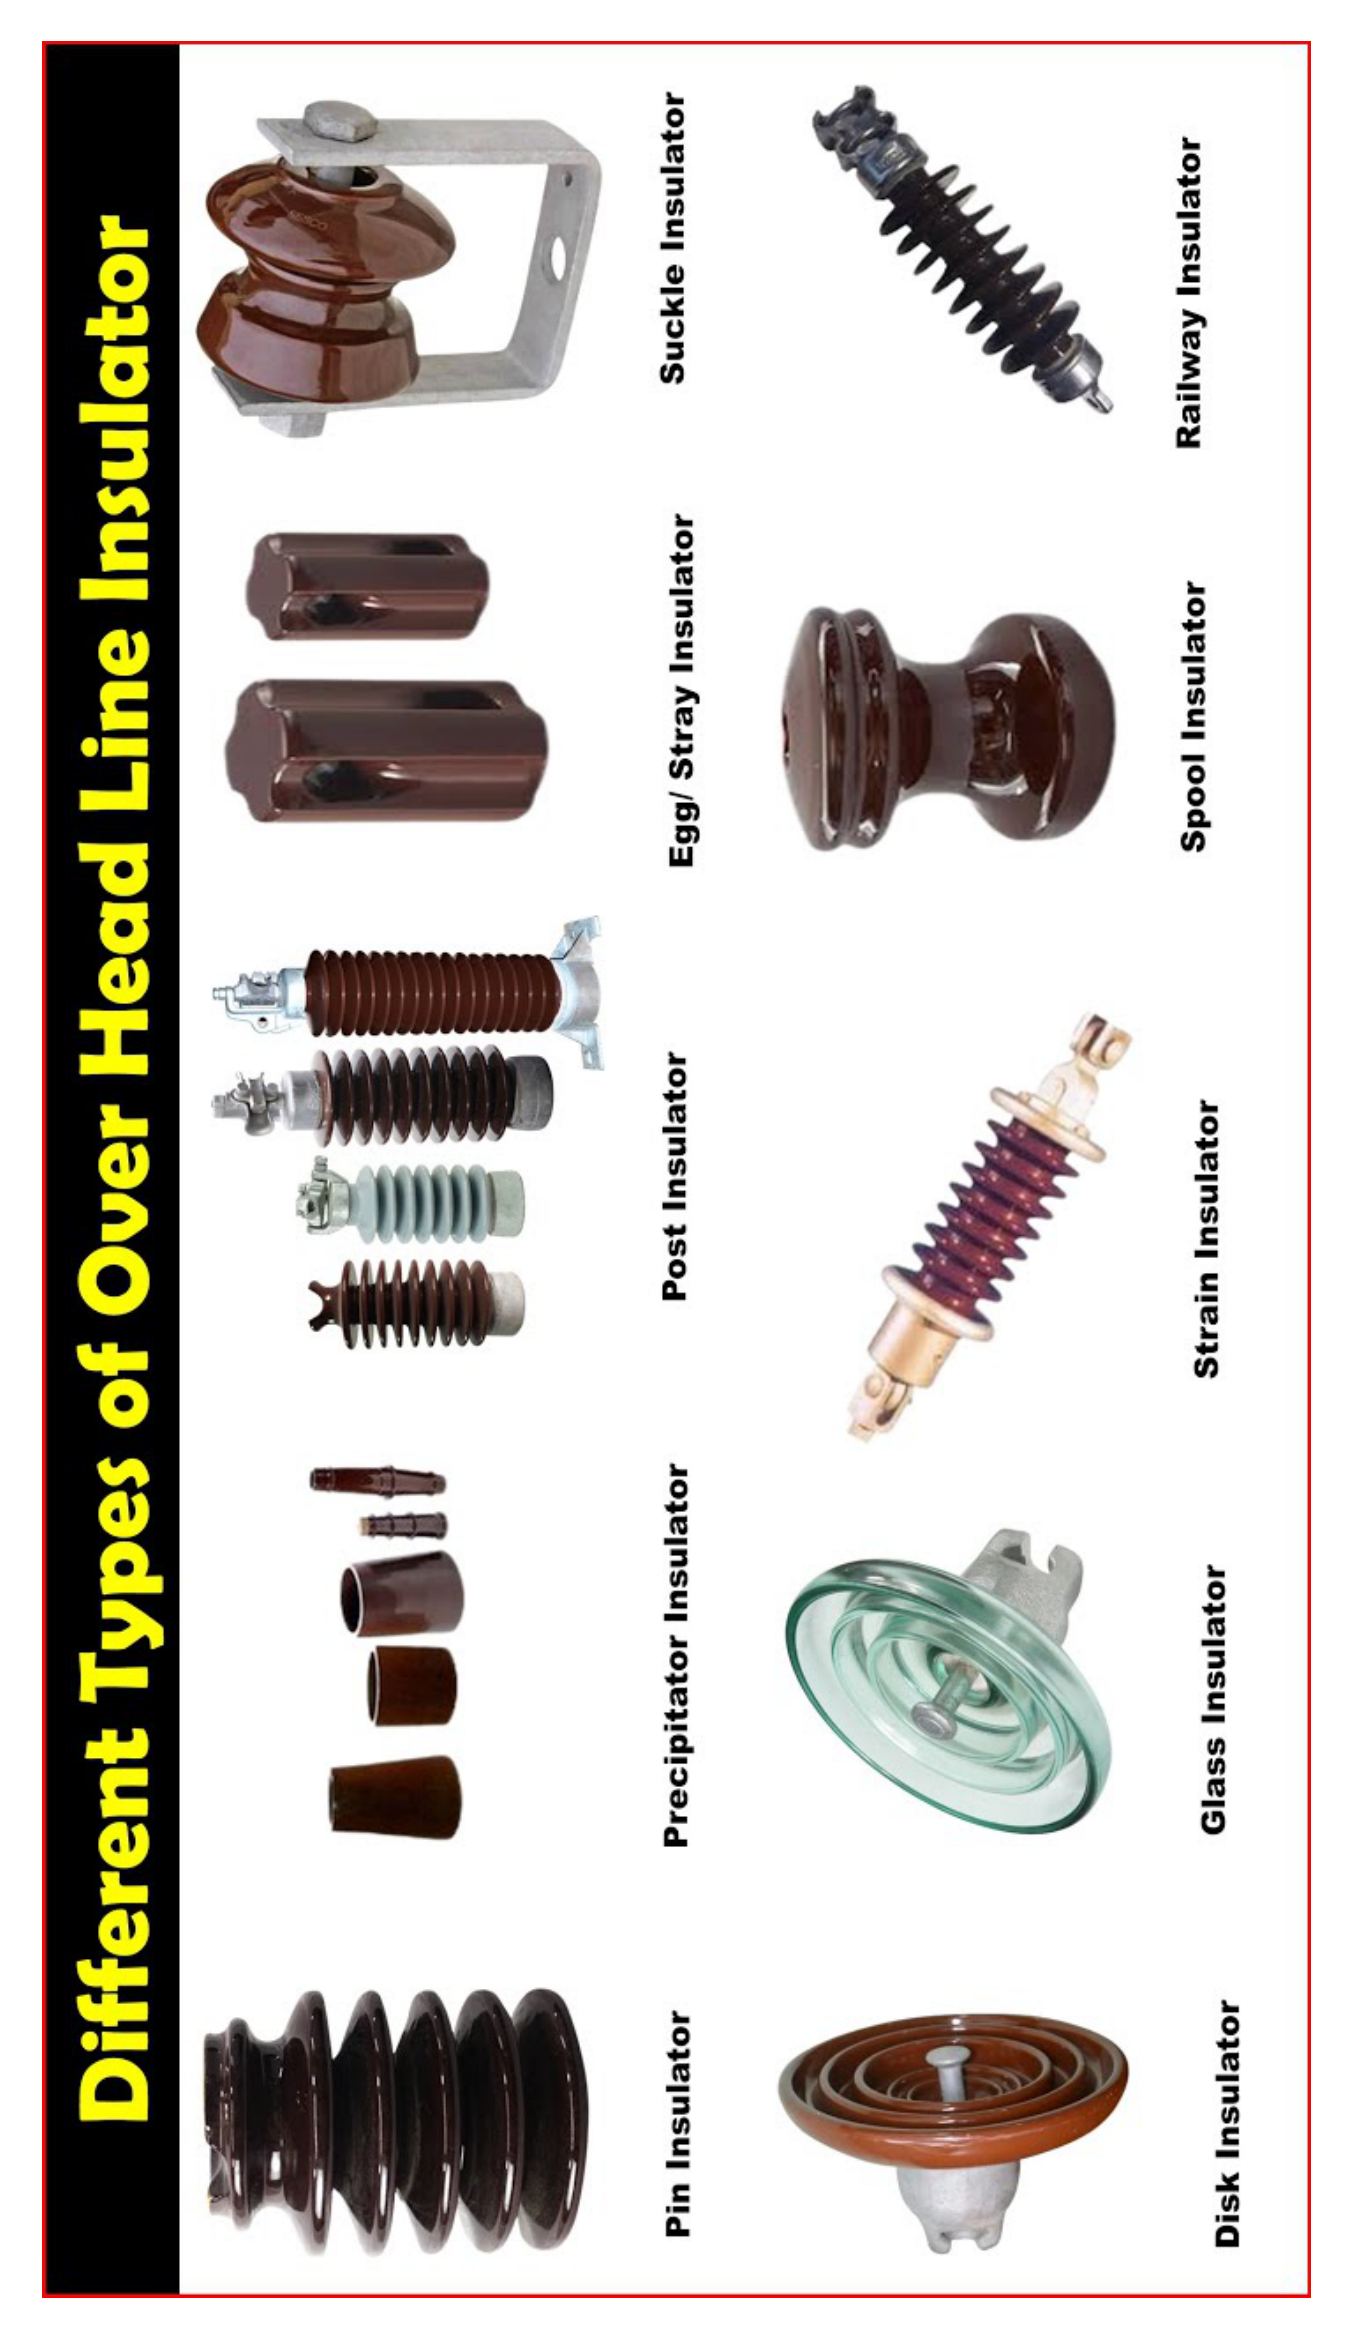 Different Types of Over Head Line Insulator
Pin Insulator
Precipitator Insulator
Post Insulator
Egg/ Stray Insulator
Suckle Insulator
Disk Insulator
Glass Insulator
Strain Insulator
Spool Insulator
Railway Insulator